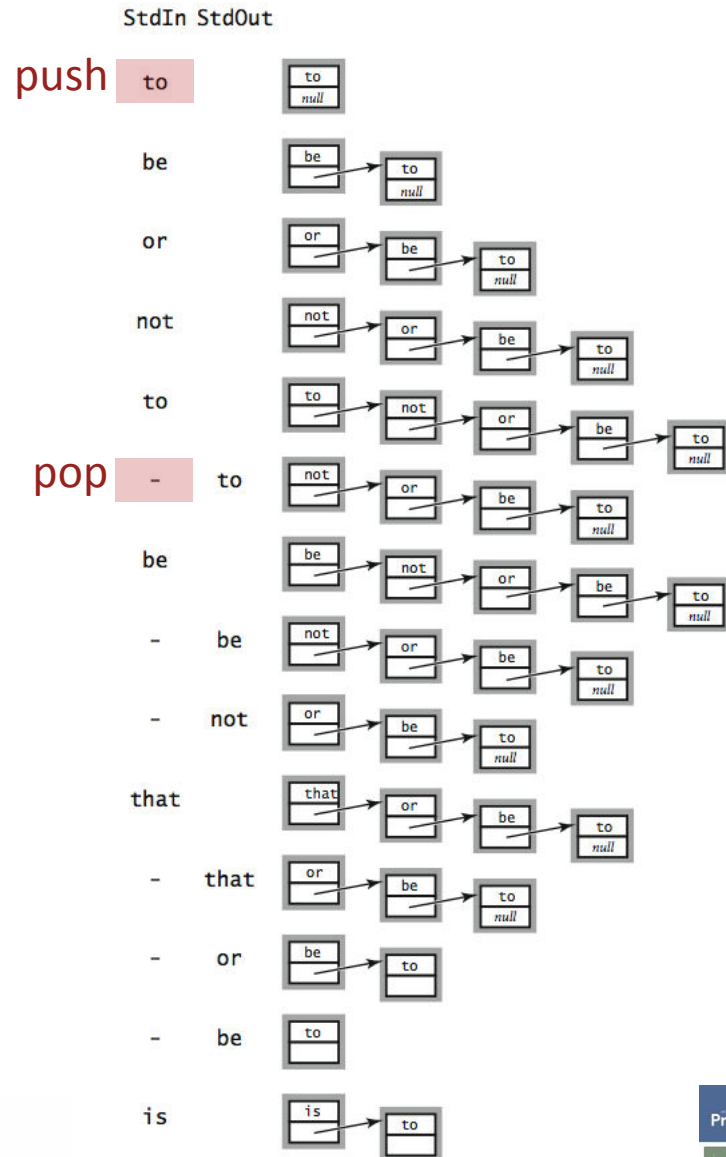 StdIn StdOut
push to to
null
be be to
null
or or be to
null
not not or be to
null
to to not or be to
null
pop - to not or be to
null
be be not or be to
null
- be not or be to
null
- not or be to
null
that that or be to
null
- that or be to
null
- or be to
- be to
is is to
Pr